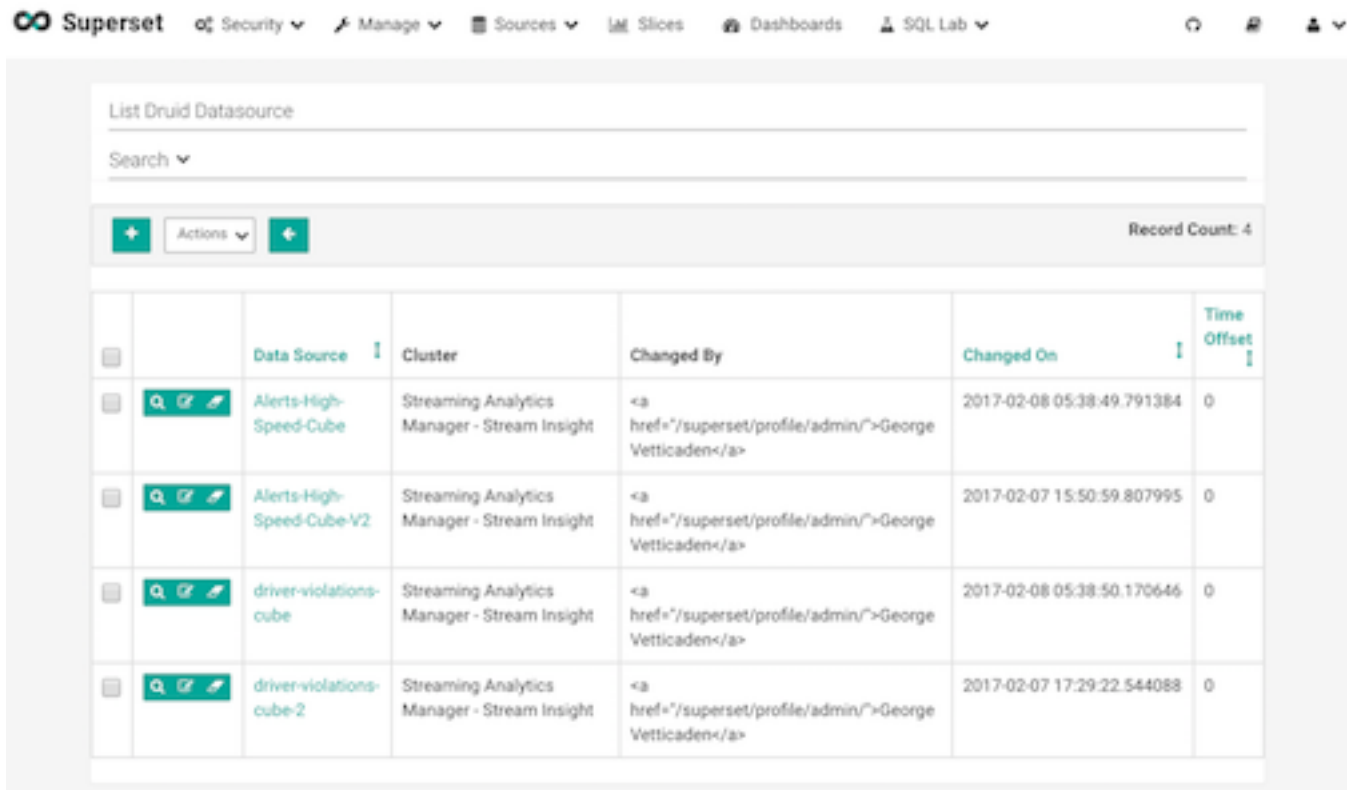 Superset Security Manage Sources Slices Dashboards SQL Lab
List Druid Datasource
Search
Actions
Record Count: 4
Data Source Cluster Changed By Changed On Time Offset
Alerts-High-
Speed-Cube
Streaming Analytics
Manager - Stream Insight
<a
href="/superset/profile/admin/">George
Vetticaden</a>
2017-02-08 05:38:49.791384
0
Alerts-High-
Speed-Cube-V2
Streaming Analytics
Manager - Stream Insight
<a
href="/superset/profile/admin/">George
Vetticaden</a>
2017-02-07 15:50:59.807995
0
driver-violations-
cube
Streaming Analytics
Manager - Stream Insight
<a
href="/superset/profile/admin/">George
Vetticaden</a>
2017-02-08 05:38:50.170646
0
driver-violations-
cube-2
Streaming Analytics
Manager - Stream Insight
<a
href="/superset/profile/admin/">George
Vetticaden</a>
2017-02-07 17:29:22.544088
0